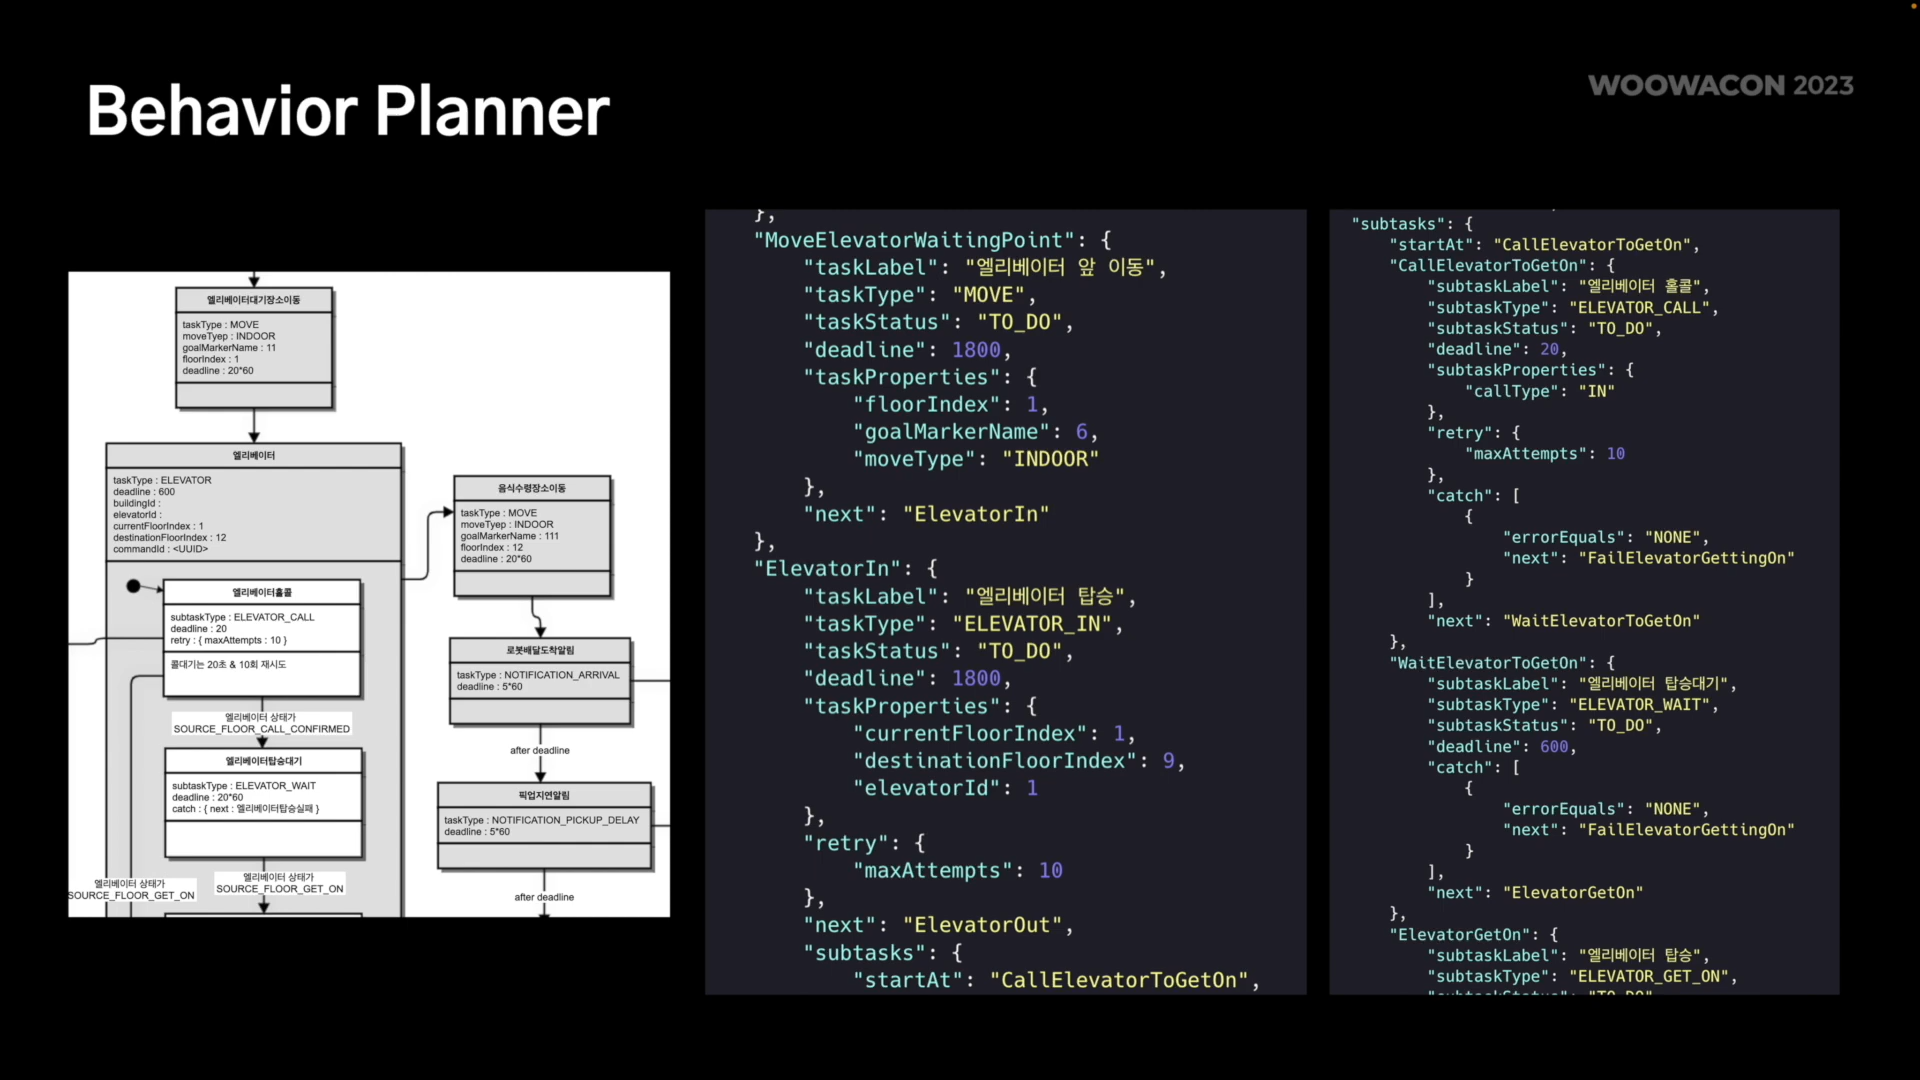 Behavior Planner
WOOWACON 2023
엘리베이터대기장소이동
taskType : MOVE
moveTyep : INDOOR
goalMarkerName : 11
floorIndex : 1
deadline : 20*60
엘리베이터
taskType : ELEVATOR
deadline : 600
buildingId :
elevatorId :
currentFloorIndex : 1
destinationFloorIndex : 12
commandId : <UUID>
엘리베이터홀콜
subtaskType : ELEVATOR_CALL
deadline : 20
retry : { maxAttempts : 10 }
콜대기는 20초 & 10회 재시도
엘리베이터 상태가
SOURCE_FLOOR_CALL_CONFIRMED
엘리베이터탑승대기
subtaskType : ELEVATOR_WAIT
deadline : 20*60
catch : { next : 엘리베이터탑승실패 }
엘리베이터 상태가
SOURCE_FLOOR_GET_ON
엘리베이터 상태가
SOURCE_FLOOR_GET_ON
음식수령장소이동
taskType : MOVE
moveTyep : INDOOR
goalMarkerName : 111
floorIndex : 12
deadline : 20*60
로봇배달도착알림
taskType : NOTIFICATION_ARRIVAL
deadline : 5*60
after deadline
픽업지연알림
taskType : NOTIFICATION_PICKUP_DELAY
deadline : 5*60
after deadline
},
"MoveElevatorWaitingPoint": {
"taskLabel": "엘리베이터 앞 이동",
"taskType": "MOVE",
"taskStatus": "TO_DO",
"deadline": 1800,
"taskProperties": {
"floorIndex": 1,
"goalMarkerName": 6,
"moveType": "INDOOR"
},
"next": "ElevatorIn"
},
"ElevatorIn": {
"taskLabel": "엘리베이터 탑승",
"taskType": "ELEVATOR_IN",
"taskStatus": "TO_DO",
"deadline": 1800,
"taskProperties": {
"currentFloorIndex": 1,
"destinationFloorIndex": 9,
"elevatorId": 1
},
"retry": {
"maxAttempts": 10
},
"next": "ElevatorOut",
"subtasks": {
"startAt": "CallElevatorToGetOn",
"subtasks": {
"startAt": "CallElevatorToGetOn",
"CallElevatorToGetOn": {
"subtaskLabel": "엘리베이터 홀콜",
"subtaskType": "ELEVATOR_CALL",
"subtaskStatus": "TO_DO",
"deadline": 20,
"subtaskProperties": {
"callType": "IN"
},
"retry": {
"maxAttempts": 10
},
"catch": [
{
"errorEquals": "NONE",
"next": "FailElevatorGettingOn"
}
],
"next": "WaitElevatorToGetOn"
},
"WaitElevatorToGetOn": {
"subtaskLabel": "엘리베이터 탑승대기",
"subtaskType": "ELEVATOR_WAIT",
"subtaskStatus": "TO_DO",
"deadline": 600,
"catch": [
{
"errorEquals": "NONE",
"next": "FailElevatorGettingOn"
}
],
"next": "ElevatorGetOn"
},
"ElevatorGetOn": {
"subtaskLabel": "엘리베이터 탑승",
"subtaskType": "ELEVATOR_GET_ON",